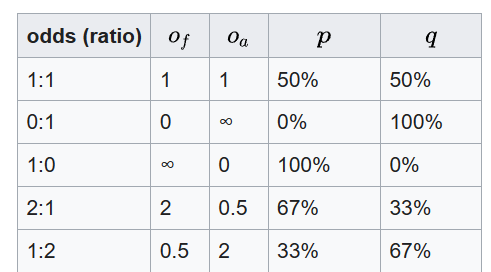 odds (ratio) o_f o_a p q
1:1 1 1 50% 50%
0:1 0 ∞ 0% 100%
1:0 ∞ 0 100% 0%
2:1 2 0.5 67% 33%
1:2 0.5 2 33% 67%